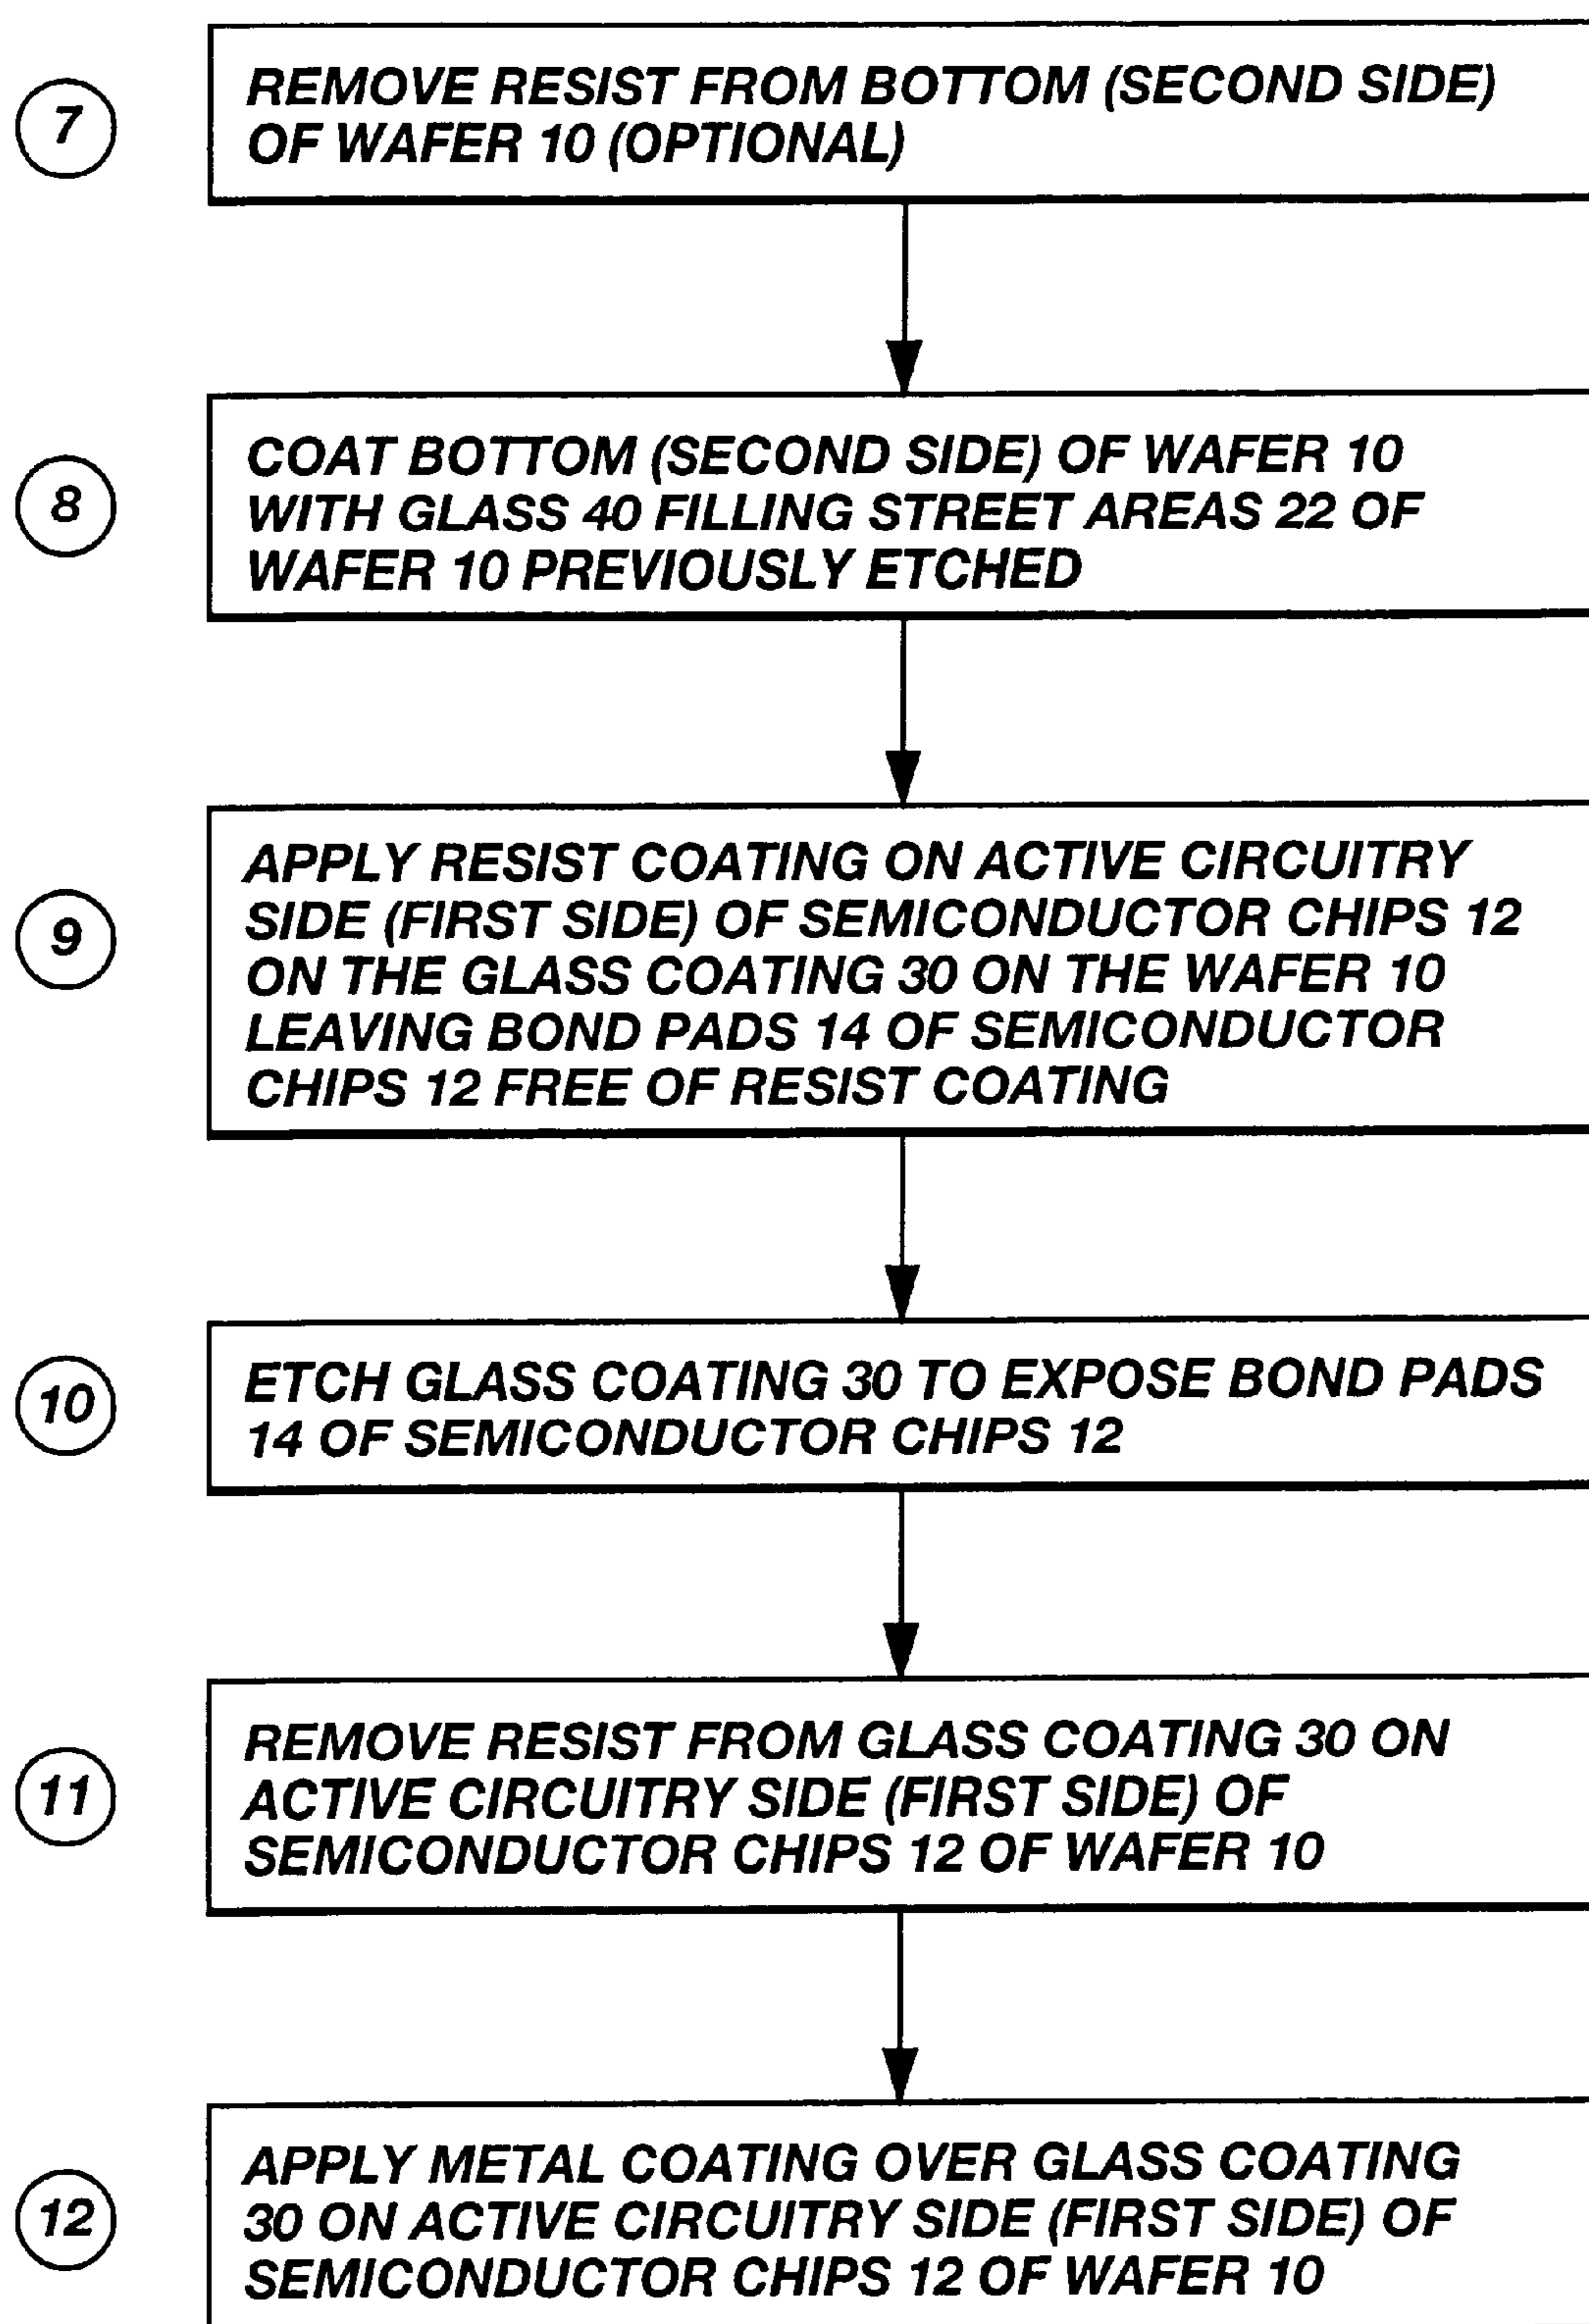 7
REMOVE RESIST FROM BOTTOM (SECOND SIDE)
OF WAFER 10 (OPTIONAL)
8
COAT BOTTOM (SECOND SIDE) OF WAFER 10
WITH GLASS 40 FILLING STREET AREAS 22 OF
WAFER 10 PREVIOUSLY ETCHED
9
APPLY RESIST COATING ON ACTIVE CIRCUITRY
SIDE (FIRST SIDE) OF SEMICONDUCTOR CHIPS 12
ON THE GLASS COATING 30 ON THE WAFER 10
LEAVING BOND PADS 14 OF SEMICONDUCTOR
CHIPS 12 FREE OF RESIST COATING
10
ETCH GLASS COATING 30 TO EXPOSE BOND PADS
14 OF SEMICONDUCTOR CHIPS 12
11
REMOVE RESIST FROM GLASS COATING 30 ON
ACTIVE CIRCUITRY SIDE (FIRST SIDE) OF
SEMICONDUCTOR CHIPS 12 OF WAFER 10
12
APPLY METAL COATING OVER GLASS COATING
30 ON ACTIVE CIRCUITRY SIDE (FIRST SIDE) OF
SEMICONDUCTOR CHIPS 12 OF WAFER 10